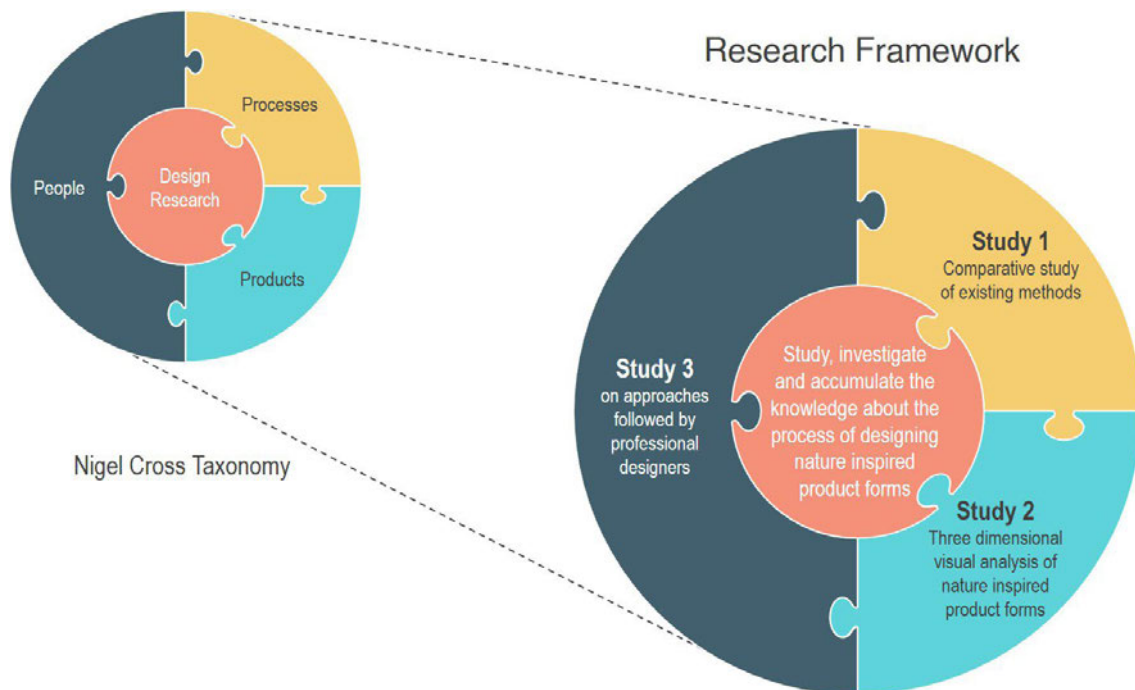 Research Framework
Processes
People
Design
Research
Products
Nigel Cross Taxonomy
Study 1
Comparative study
of existing methods
Study 3
on approaches
followed by
professional
designers
Study, investigate
and accumulate the
knowledge about the
process of designing
nature inspired
product forms
Study 2
Three dimensional
visual analysis of
nature inspired
product forms